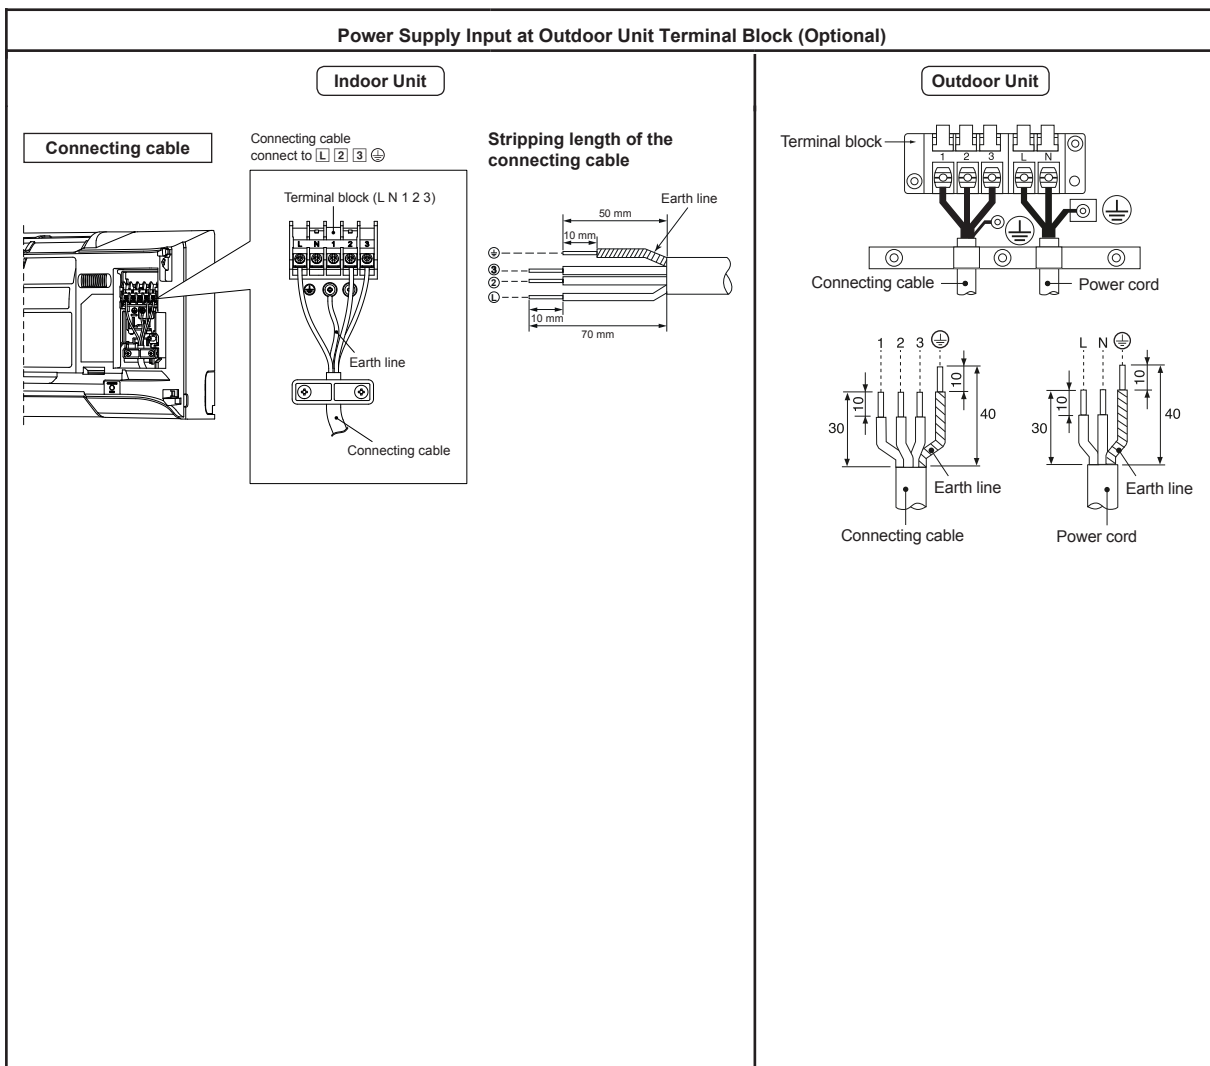 Power Supply Input at Outdoor Unit Terminal Block (Optional)
Indoor Unit
Connecting cable
Connecting cable
connect to L 2 3 ⏚
Terminal block (L N 1 2 3)
L N 1 2 3
Earth line
Connecting cable
Stripping length of the
connecting cable
Earth line
50 mm
10 mm
⏚
③
②
Ⓛ
10 mm
70 mm
Outdoor Unit
Terminal block
1 2 3 L N
Connecting cable
Power cord
1 2 3 ⏚
10
10
30
40
Earth line
Connecting cable
L N ⏚
10
10
30
40
Earth line
Power cord